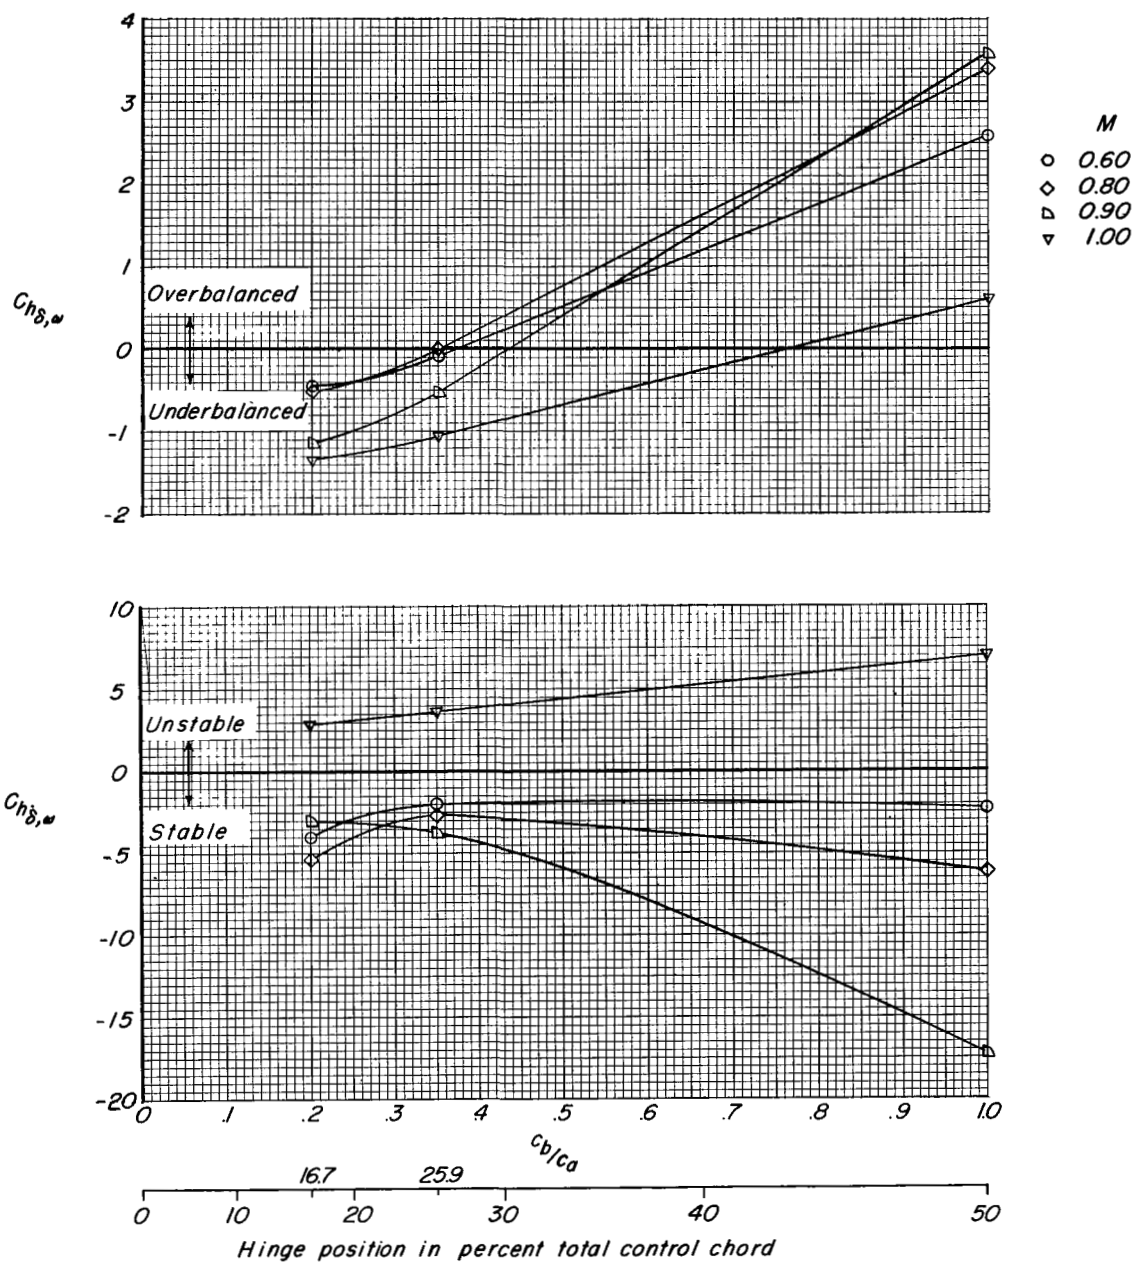 4
3
2
1
0
-1
-2
Chδ,ω
Overbalanced
Underbalanced
M
0.60
0.80
0.90
1.00
10
5
0
-5
-10
-15
-20
Chδ̇,ω
Unstable
Stable
0 .1 .2 .3 .4 .5 .6 .7 .8 .9 1.0
cb/ca
16.7 25.9
0 10 20 30 40 50
Hinge position in percent total control chord